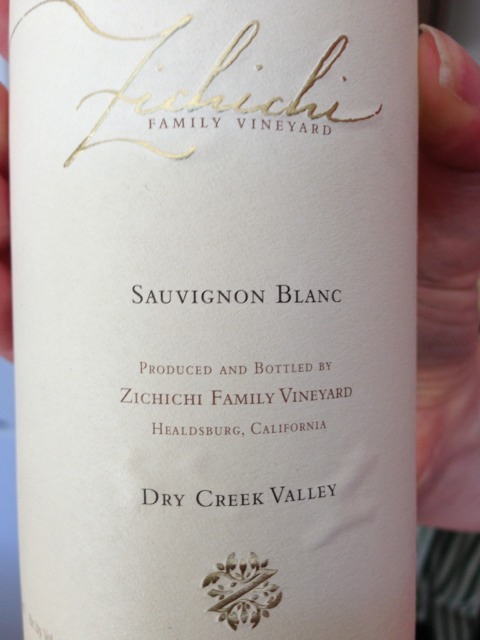 Zichichi
FAMILY VINEYARD
SAUVIGNON BLANC
PRODUCED AND BOTTLED BY
ZICHICHI FAMILY VINEYARD
HEALDSBURG, CALIFORNIA
DRY CREEK VALLEY
Z